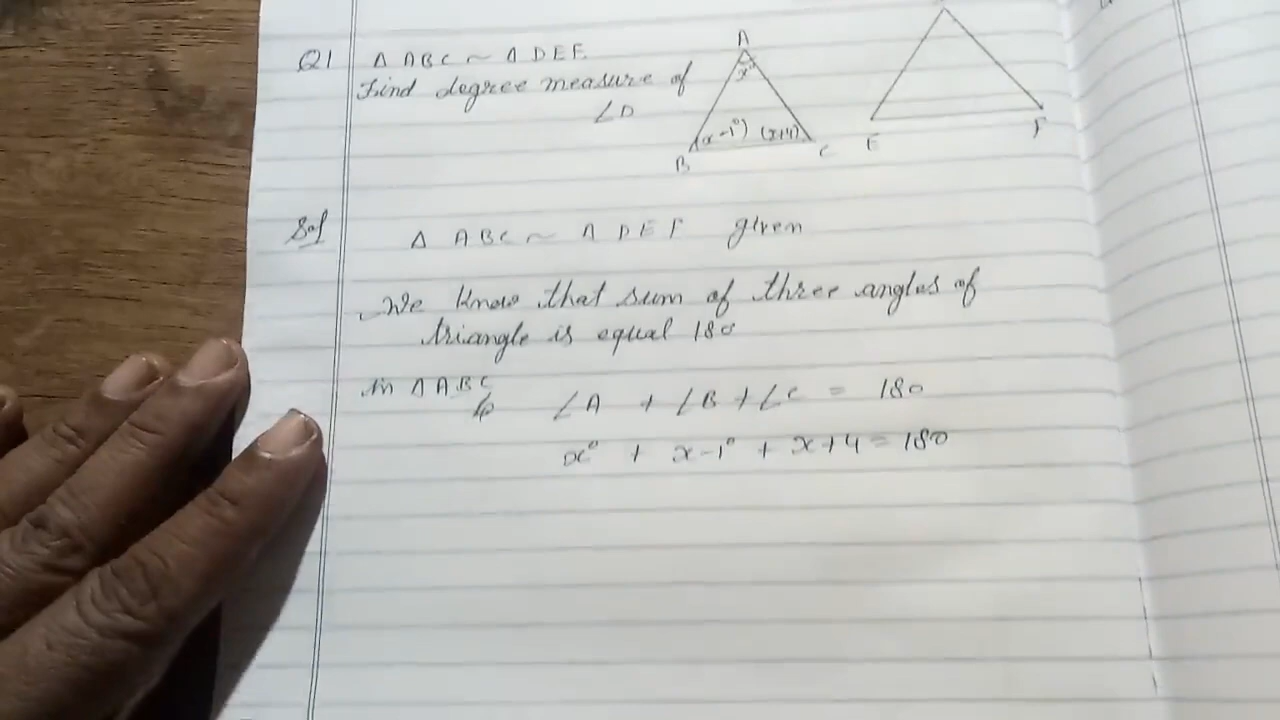 Q1 Δ ABC ~ Δ DEF.
Find degree measure of
∠D
A
x°
(x-1°) (x+4)
B C
E F
Sol Δ ABC ~ Δ DEF given
We know that sum of three angles of
triangle is equal 180
In Δ ABC
∠A + ∠B + ∠C = 180
x° + x-1° + x+4 = 180